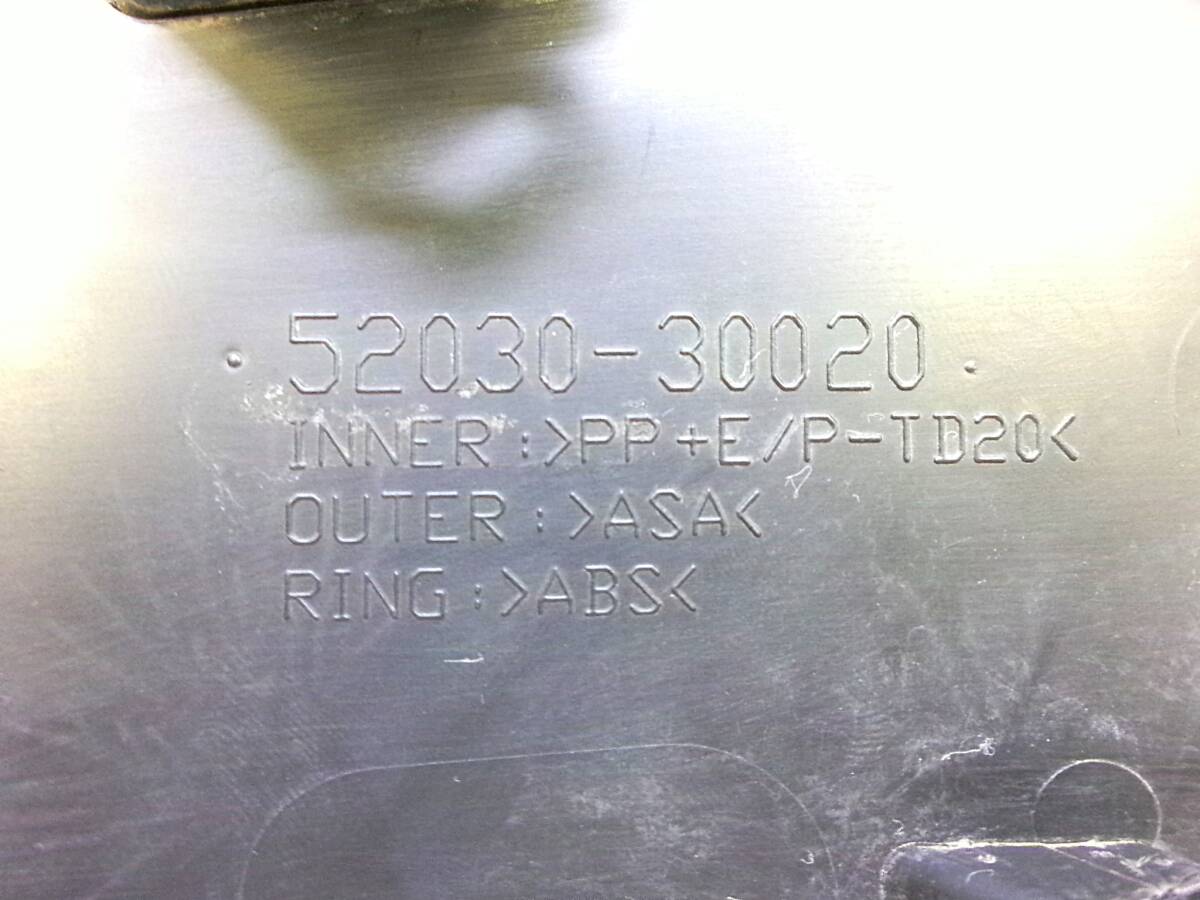 52030-30020
INNER:>PP+E/P-TD20<
OUTER:>ASA<
RING:>ABS<